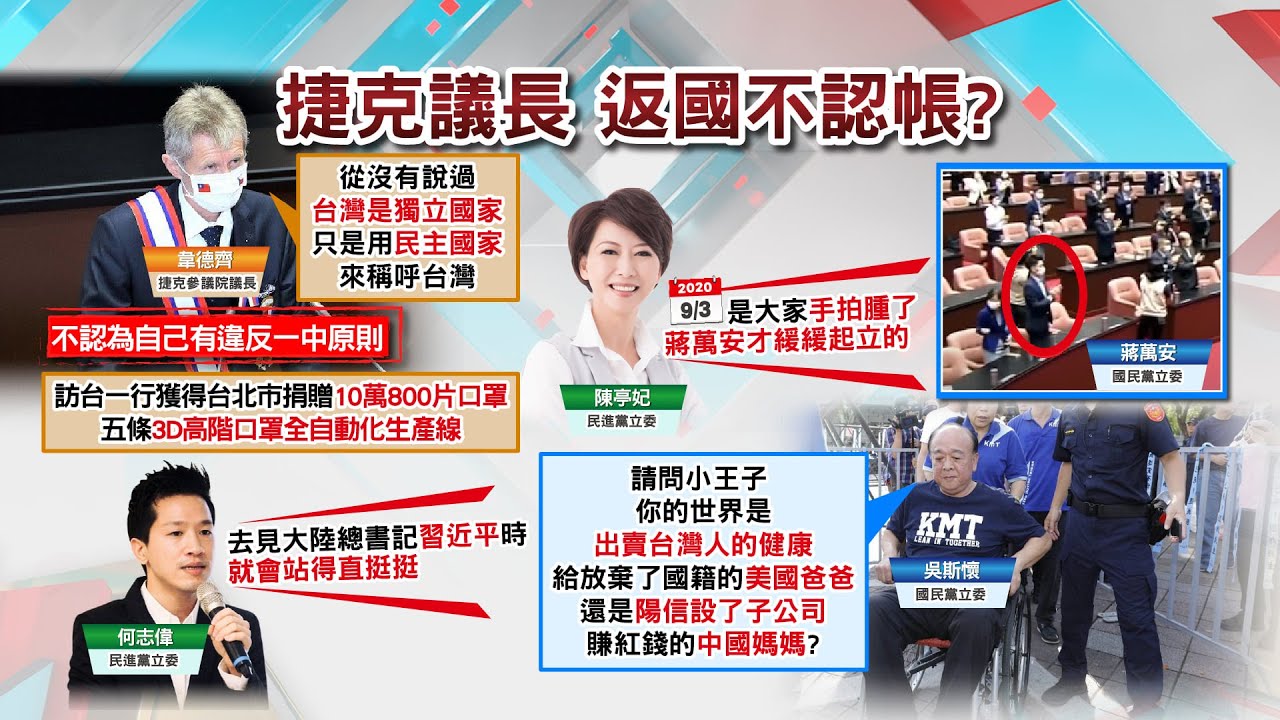 捷克議長 返國不認帳?
從沒有說過
台灣是獨立國家
只是用民主國家
來稱呼台灣
韋德齊
捷克參議院議長
不認為自己有違反一中原則
訪台一行獲得台北市捐贈10萬800片口罩
五條3D高階口罩全自動化生產線
2020
9/3
是大家手拍腫了
蔣萬安才緩緩起立的
陳亭妃
民進黨立委
蔣萬安
國民黨立委
去見大陸總書記習近平時
就會站得直挺挺
何志偉
民進黨立委
請問小王子
你的世界是
出賣台灣人的健康
給放棄了國籍的美國爸爸
還是陽信設了子公司
賺紅錢的中國媽媽?
KMT
KMT
LEAN IN TOGETHER
吳斯懷
國民黨立委